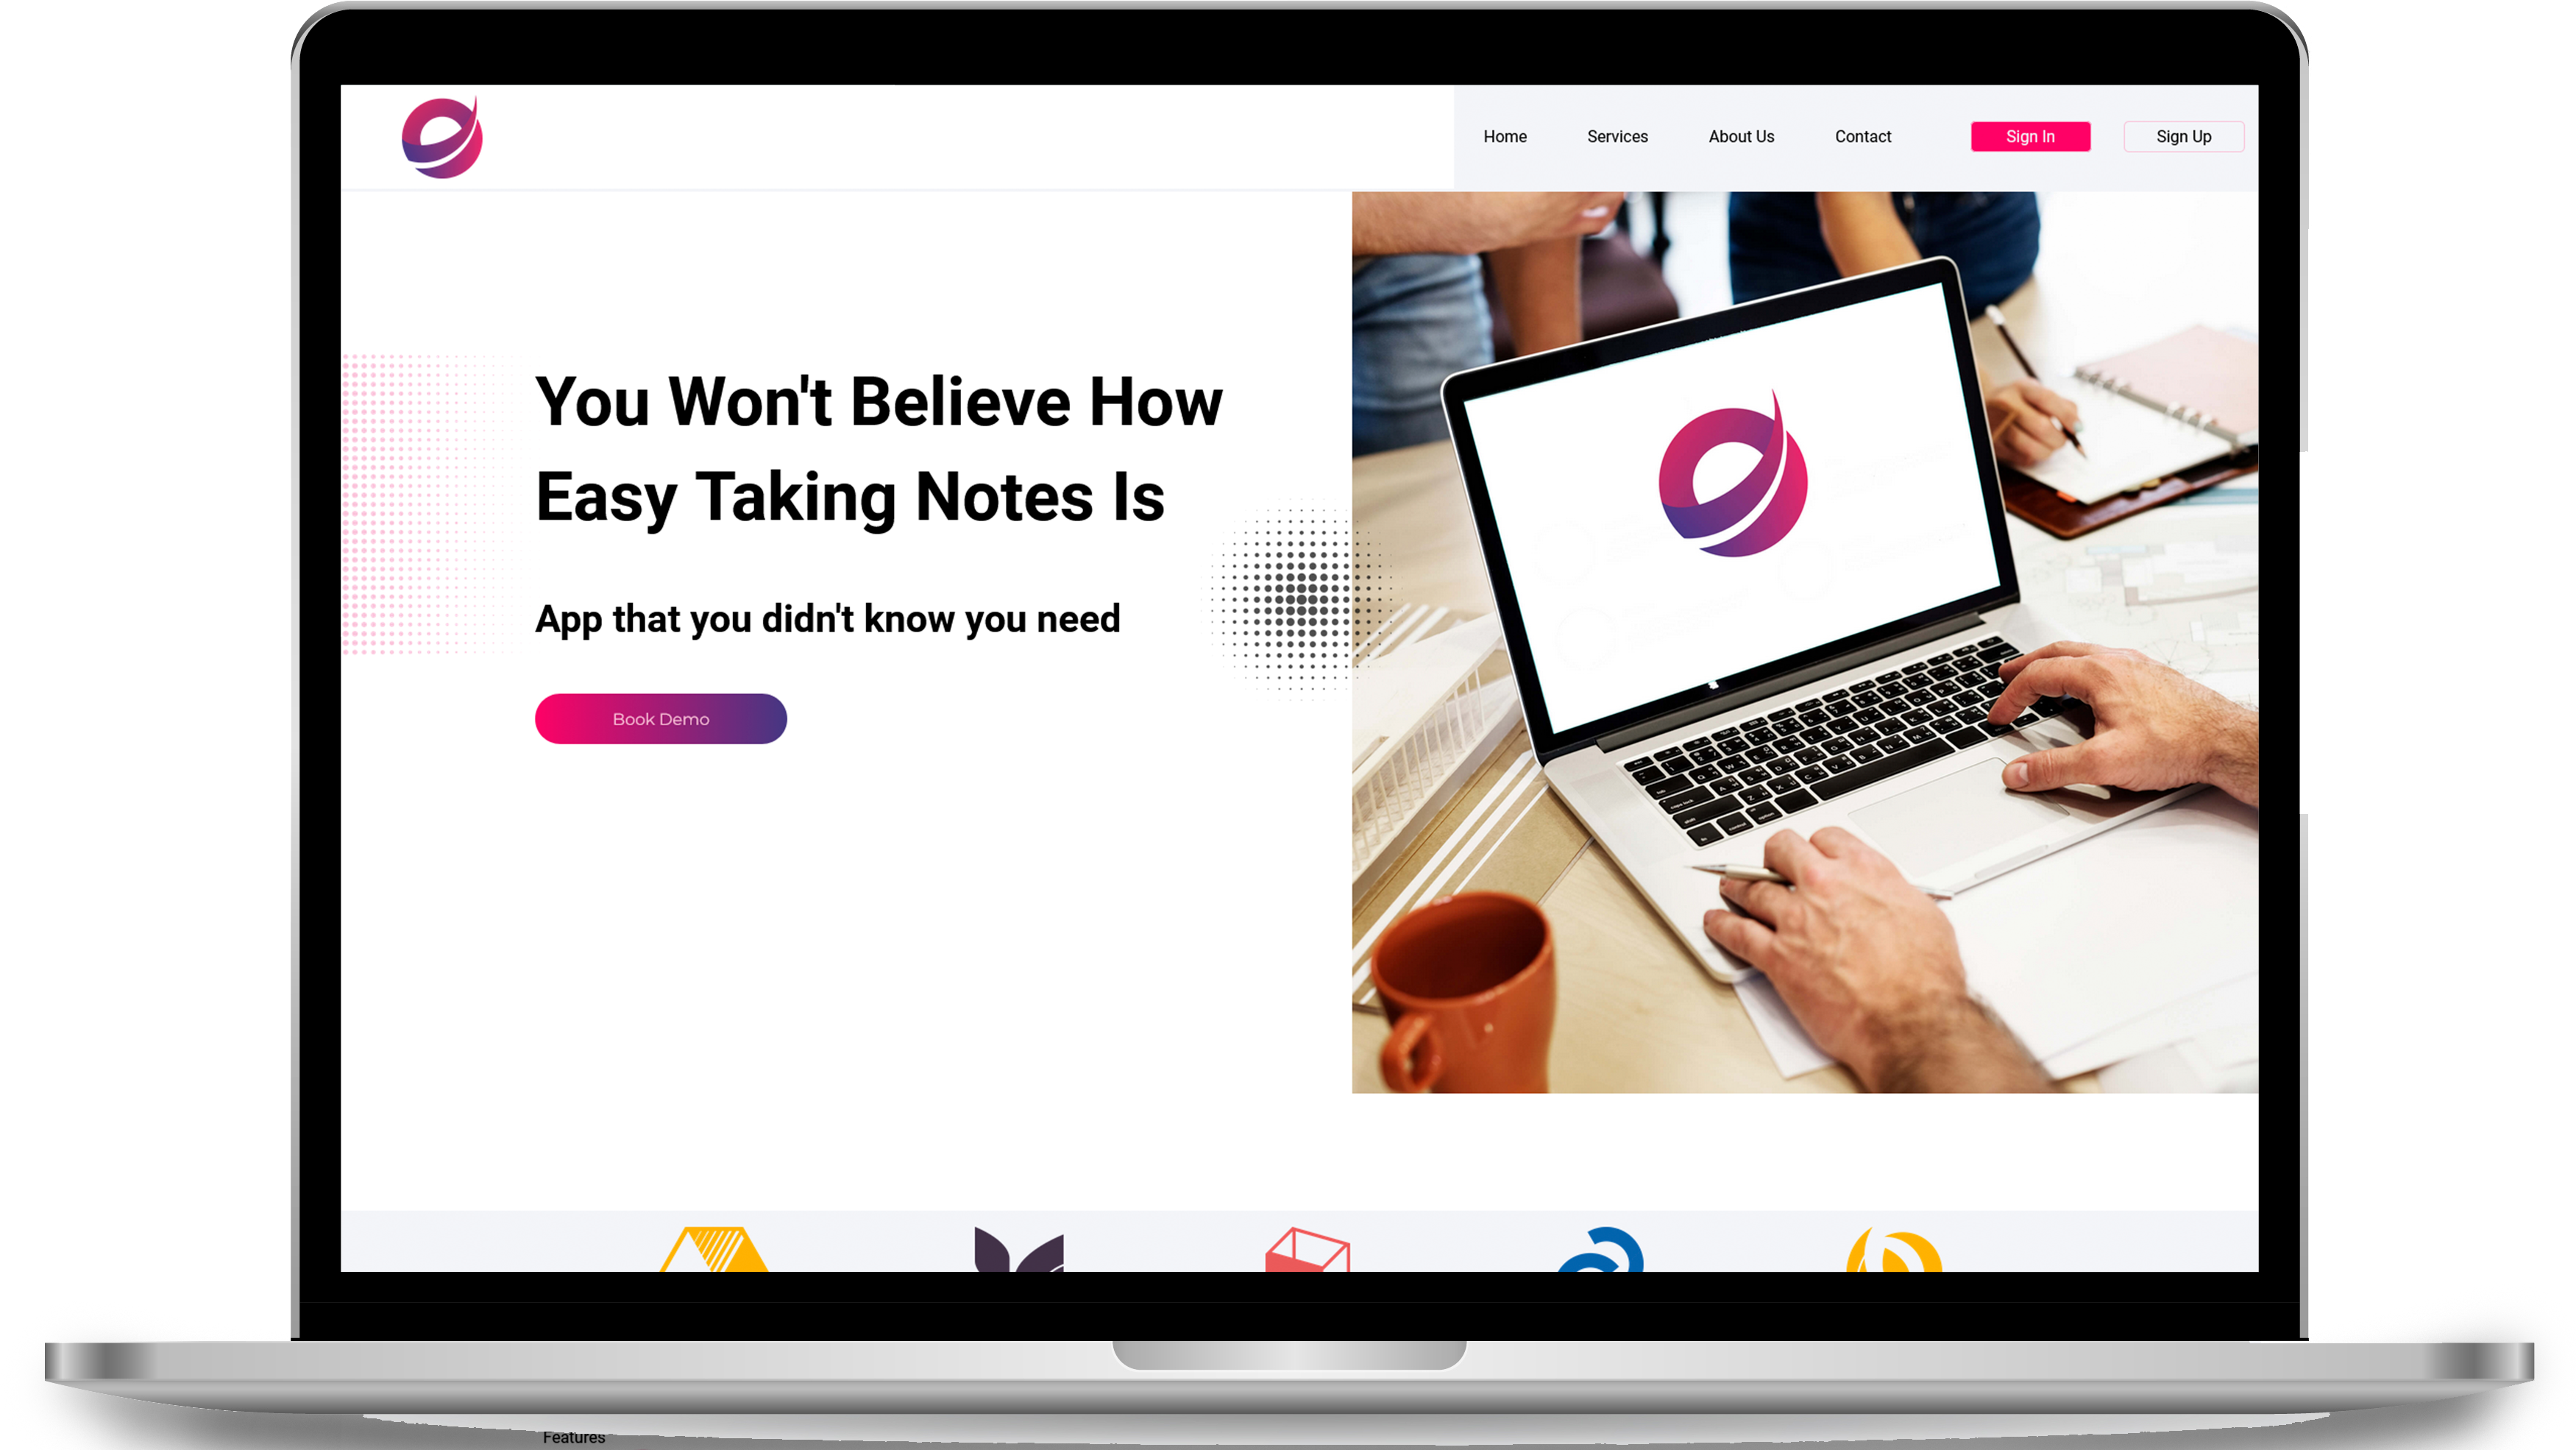 Home
Services
About Us
Contact
Sign In
Sign Up
You Won't Believe How
Easy Taking Notes Is
App that you didn't know you need
Book Demo
Features